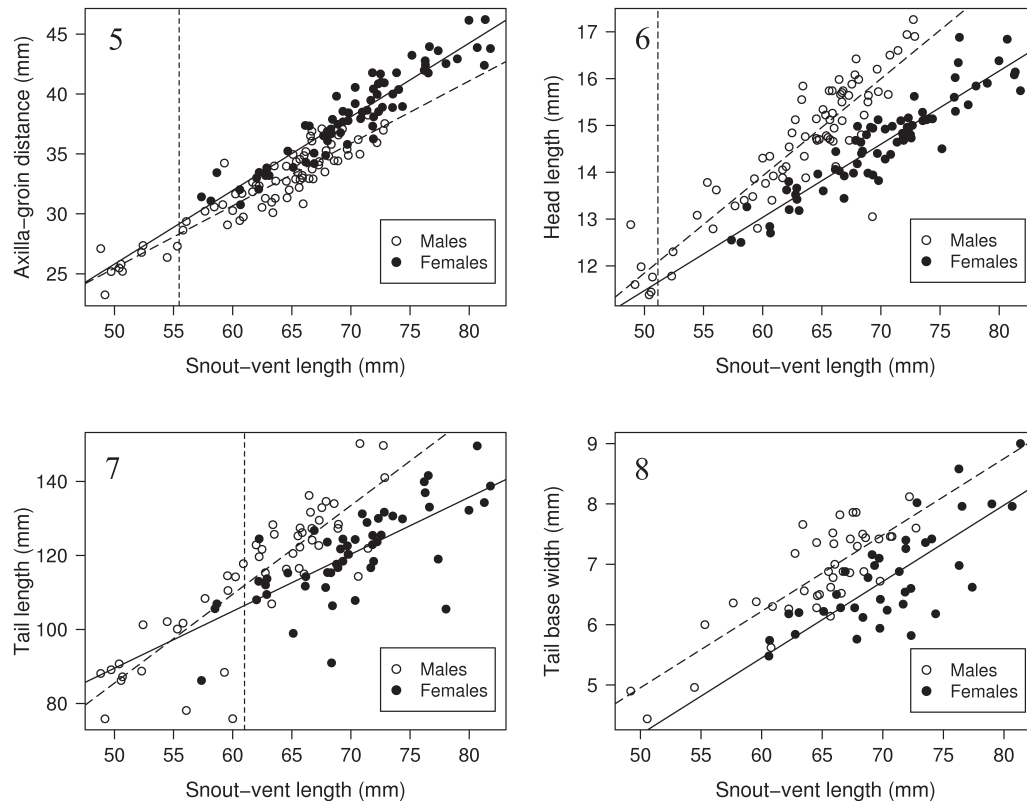 5
Axilla−groin distance (mm)
45
40
35
30
25
Males
Females
50 55 60 65 70 75 80
Snout−vent length (mm)
6
Head length (mm)
17
16
15
14
13
12
Males
Females
50 55 60 65 70 75 80
Snout−vent length (mm)
7
Tail length (mm)
140
120
100
80
Males
Females
50 55 60 65 70 75 80
Snout−vent length (mm)
8
Tail base width (mm)
9
8
7
6
5
Males
Females
50 55 60 65 70 75 80
Snout−vent length (mm)